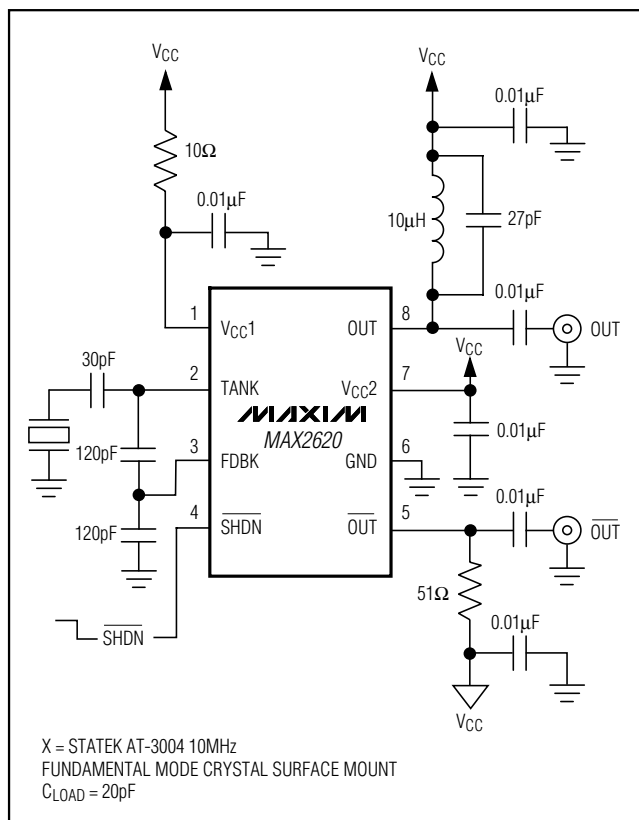 VCC
10Ω
0.01μF
VCC
0.01μF
10μH
27pF
0.01μF
OUT
1
VCC1
OUT
8
30pF
2
TANK
VCC2
7
VCC
0.01μF
MAXIM
MAX2620
120pF
3
FDBK
GND
6
120pF
4
SHDN
OUT
5
0.01μF
OUT
51Ω
0.01μF
SHDN
VCC
X = STATEK AT-3004 10MHz
FUNDAMENTAL MODE CRYSTAL SURFACE MOUNT
CLOAD = 20pF